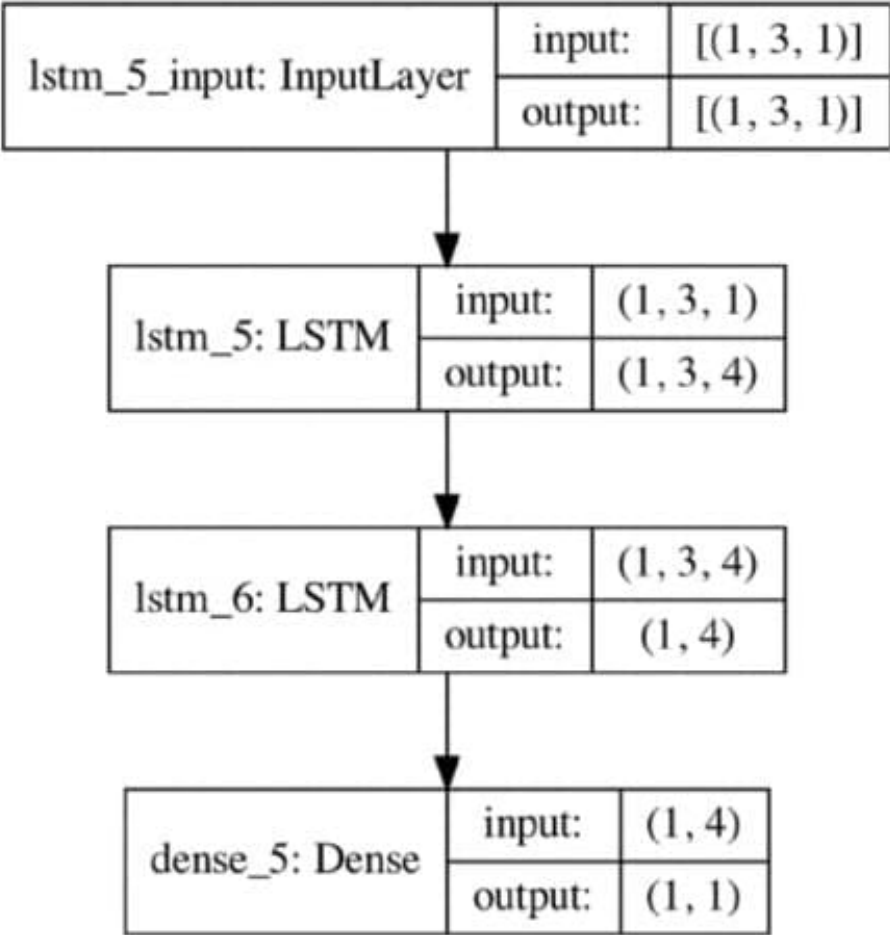 lstm_5_input: InputLayer
input: [(1, 3, 1)]
output: [(1, 3, 1)]
lstm_5: LSTM
input: (1, 3, 1)
output: (1, 3, 4)
lstm_6: LSTM
input: (1, 3, 4)
output: (1, 4)
dense_5: Dense
input: (1, 4)
output: (1, 1)